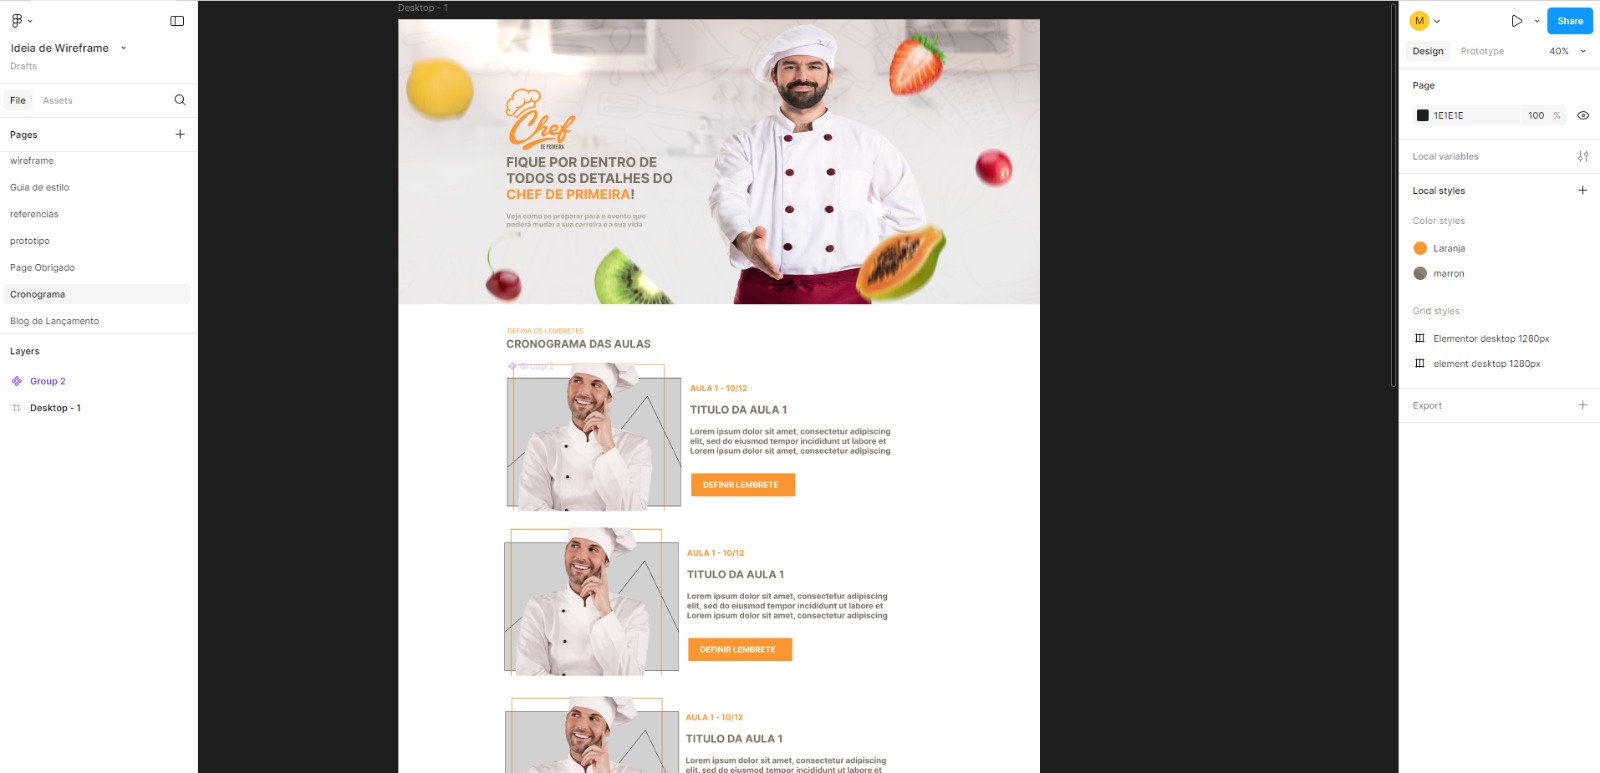 Ideia de Wireframe
Drafts
File
Assets
Pages
wireframe
Guia de estilo
referencias
prototipo
Page Obrigado
Cronograma
Blog de Lançamento
Layers
Group 2
Desktop - 1
Desktop - 1
Chef
DE PRIMEIRA
FIQUE POR DENTRO DE
TODOS OS DETALHES DO
CHEF DE PRIMEIRA!
Veja como se preparar para o evento que
poderá mudar a sua carreira e a sua vida
DEFINA OS LEMBRETES
CRONOGRAMA DAS AULAS
Group 2
AULA 1 - 10/12
TITULO DA AULA 1
Lorem ipsum dolor sit amet, consectetur adipiscing
elit, sed do eiusmod tempor incididunt ut labore et
Lorem ipsum dolor sit amet, consectetur adipiscing
DEFINIR LEMBRETE
AULA 1 - 10/12
TITULO DA AULA 1
Lorem ipsum dolor sit amet, consectetur adipiscing
elit, sed do eiusmod tempor incididunt ut labore et
Lorem ipsum dolor sit amet, consectetur adipiscing
DEFINIR LEMBRETE
AULA 1 - 10/12
TITULO DA AULA 1
Lorem ipsum dolor sit amet, consectetur adipiscing
elit, sed do eiusmod tempor incididunt ut labore et
M
Share
Design
Prototype
40%
Page
1E1E1E
100 %
Local variables
Local styles
Color styles
Laranja
marron
Grid styles
Elementor desktop 1280px
element desktop 1280px
Export